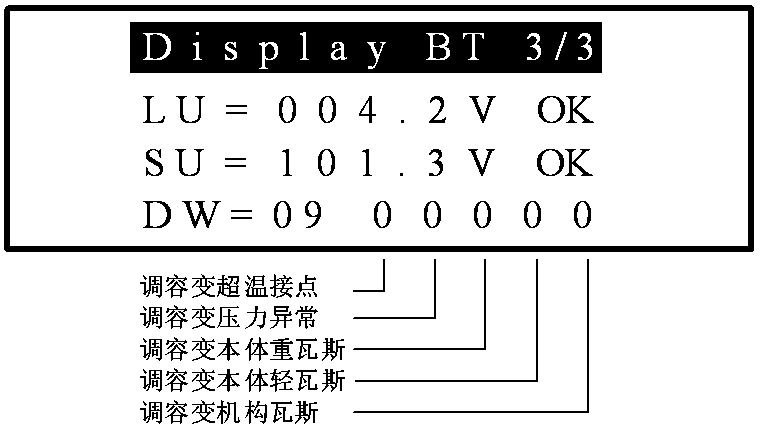 Display BT 3/3
LU=004.2V OK
SU=101.3V OK
DW=09 0 0 0 0 0
调容变超温接点
调容变压力异常
调容变本体重瓦斯
调容变本体轻瓦斯
调容变机构瓦斯